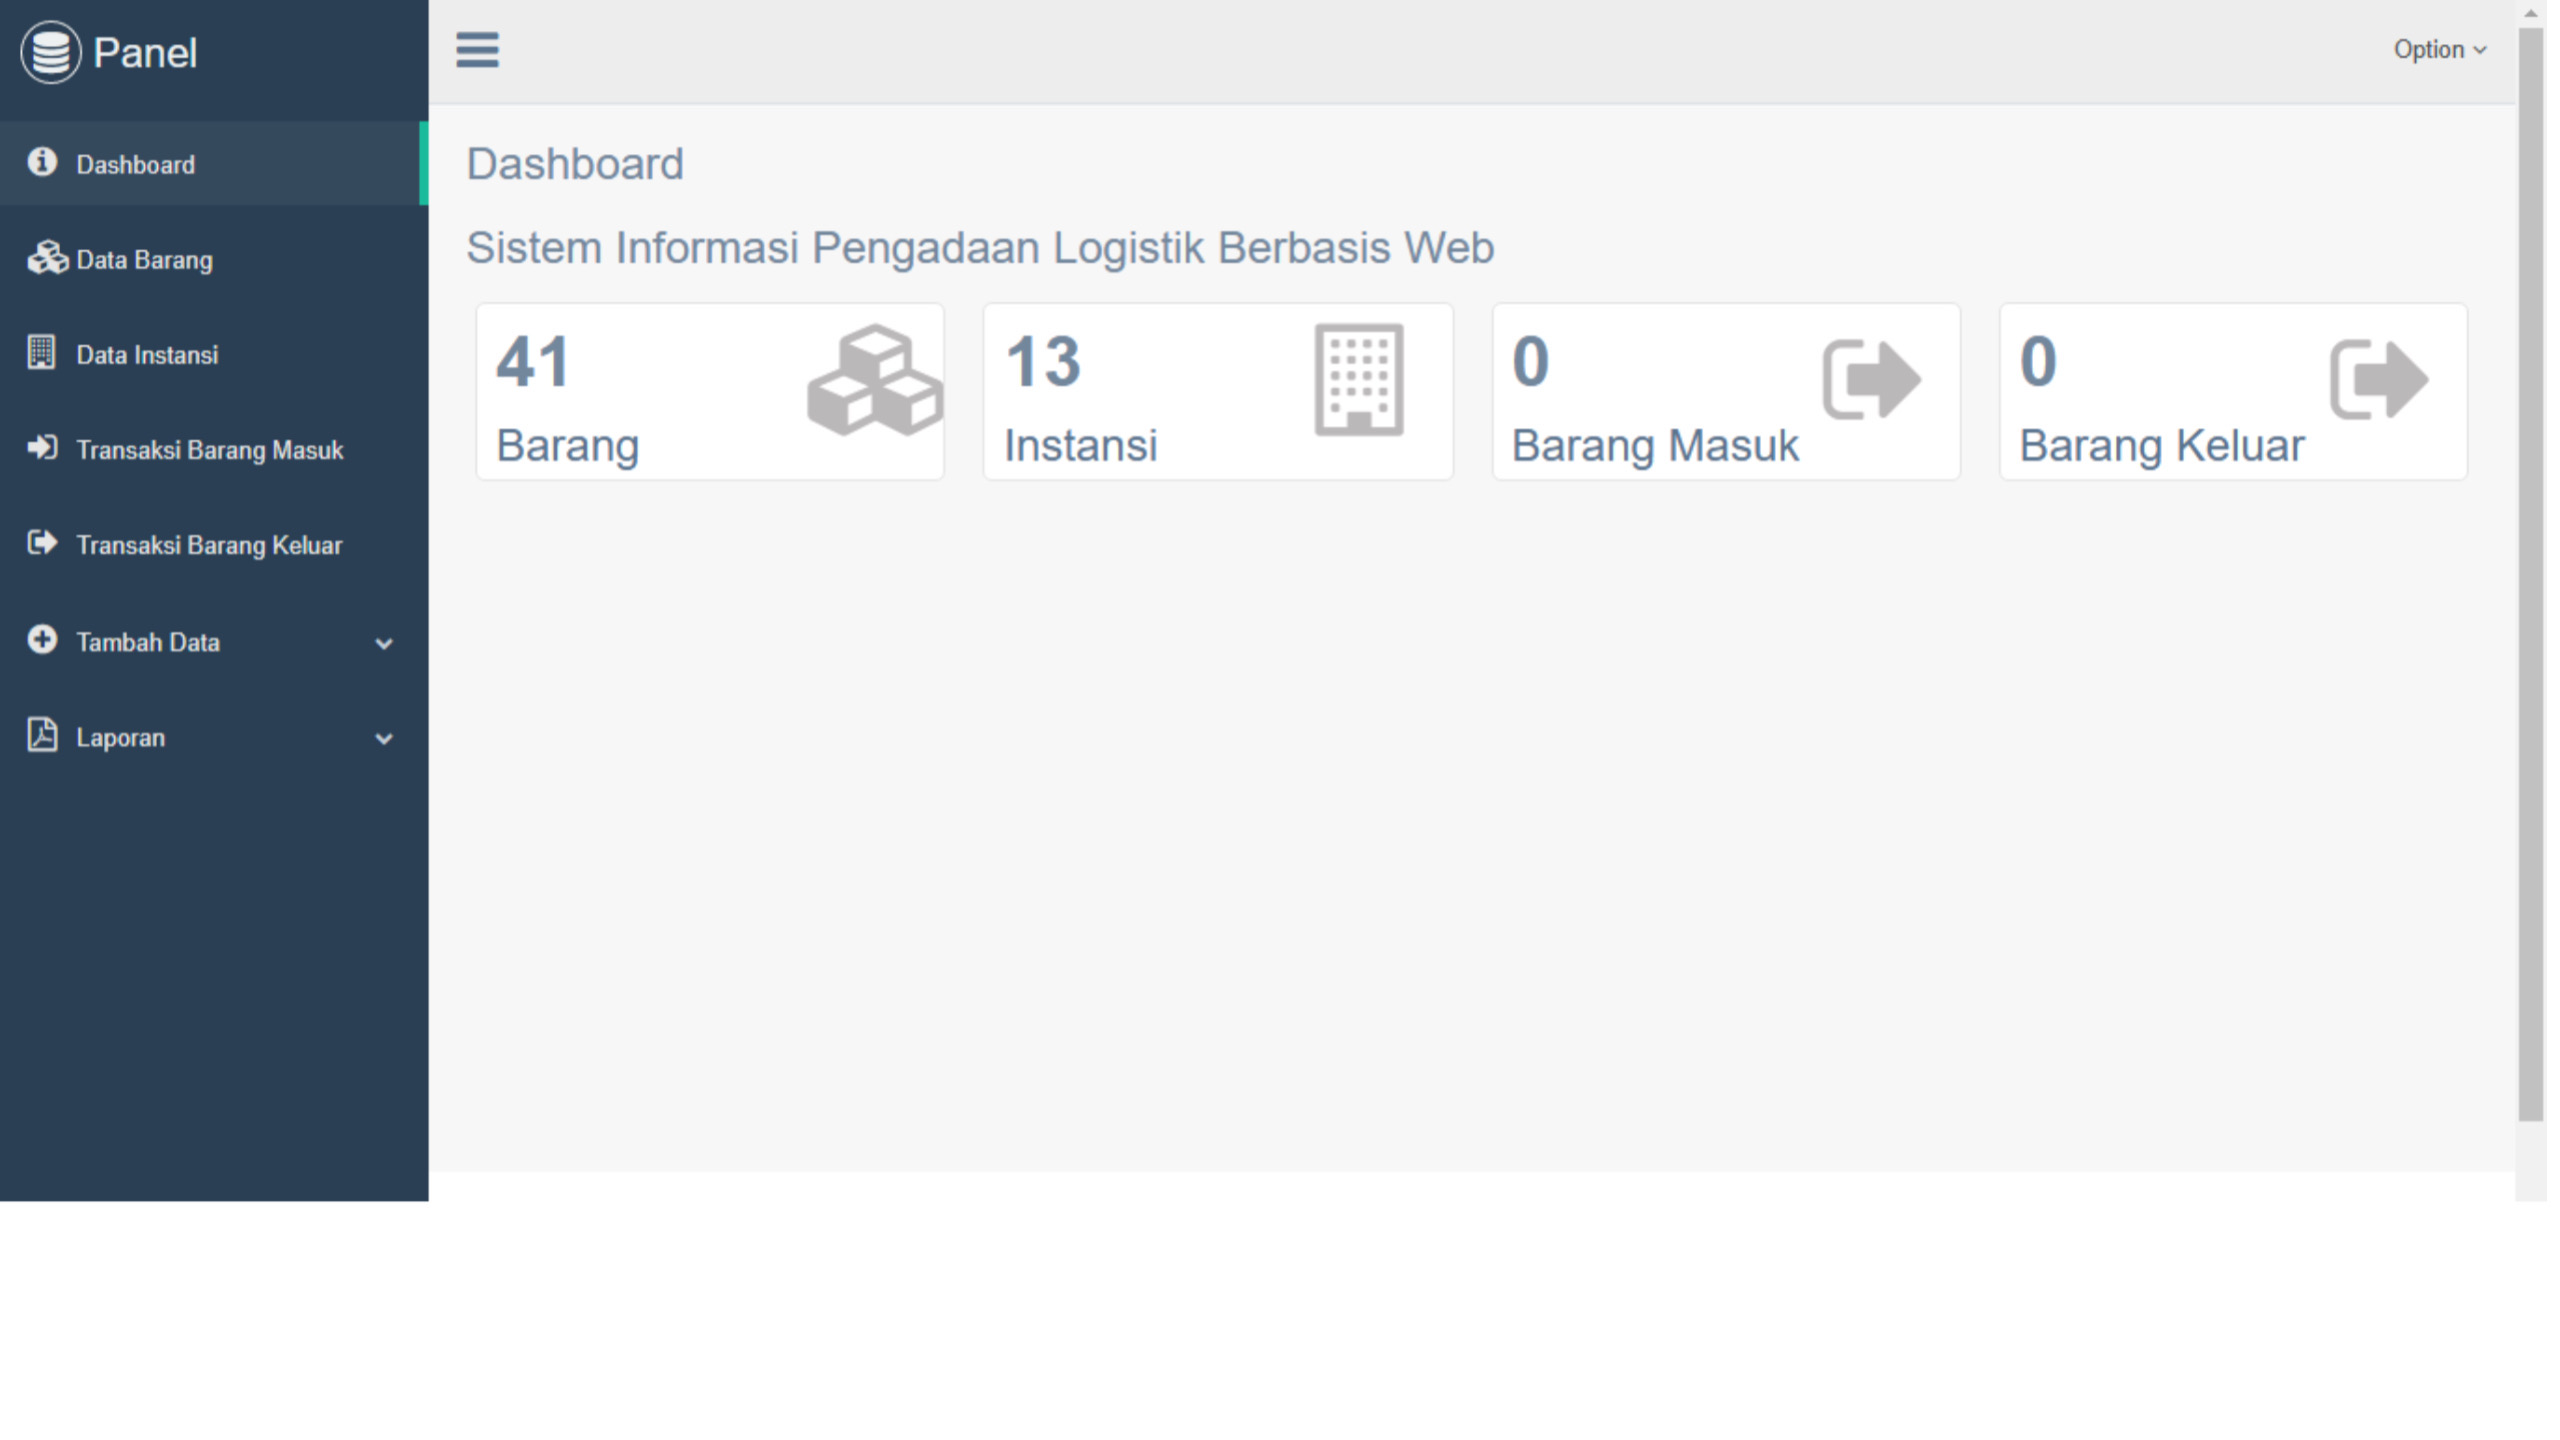 Panel
Dashboard
Data Barang
Data Instansi
Transaksi Barang Masuk
Transaksi Barang Keluar
Tambah Data
Laporan
Option
Dashboard
Sistem Informasi Pengadaan Logistik Berbasis Web
41
Barang
13
Instansi
0
Barang Masuk
0
Barang Keluar